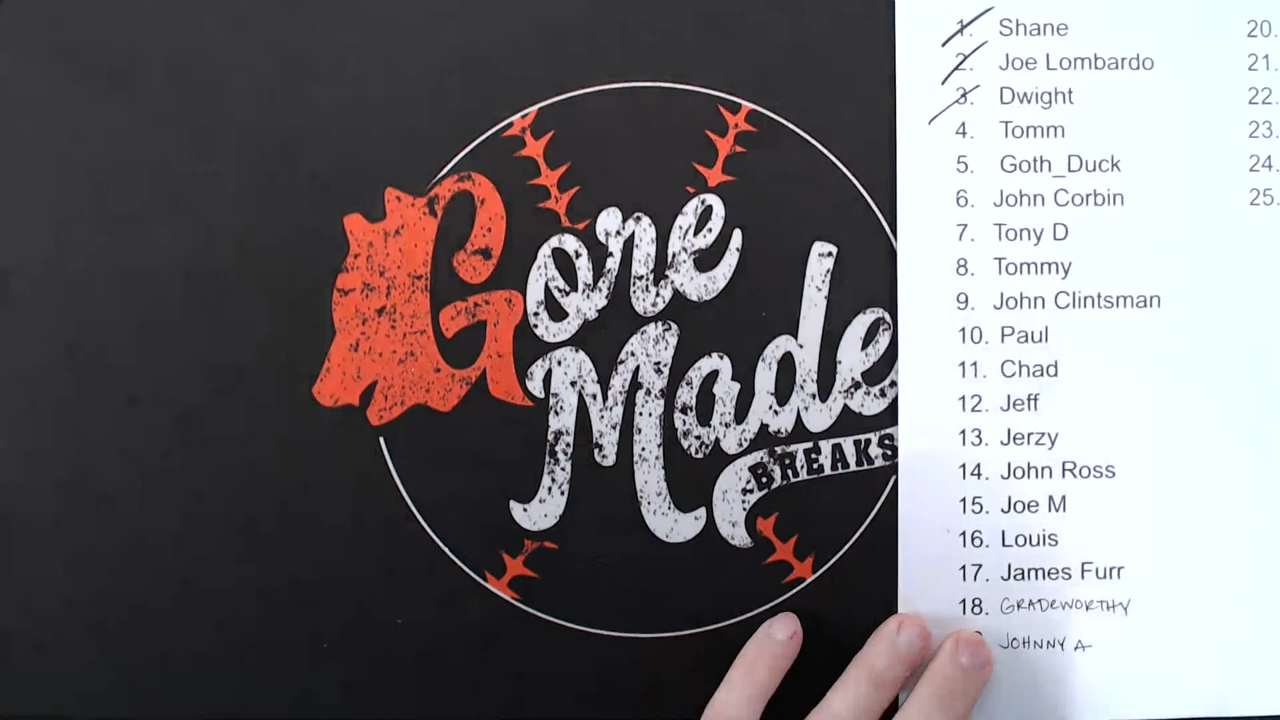 Gore
Made
BREAKS
1. Shane
2. Joe Lombardo
3. Dwight
4. Tomm
5. Goth_Duck
6. John Corbin
7. Tony D
8. Tommy
9. John Clintsman
10. Paul
11. Chad
12. Jeff
13. Jerzy
14. John Ross
15. Joe M
16. Louis
17. James Furr
18. GRADEWORTHY
JOHNNY A
20.
21.
22.
23.
24.
25.